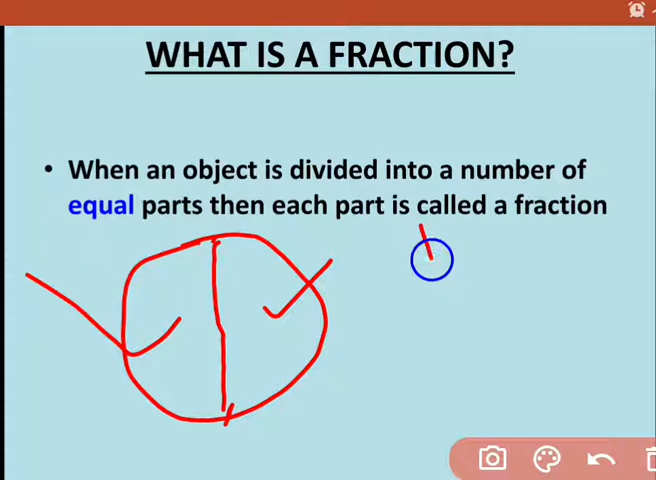 WHAT IS A FRACTION?
• When an object is divided into a number of
equal parts then each part is called a fraction